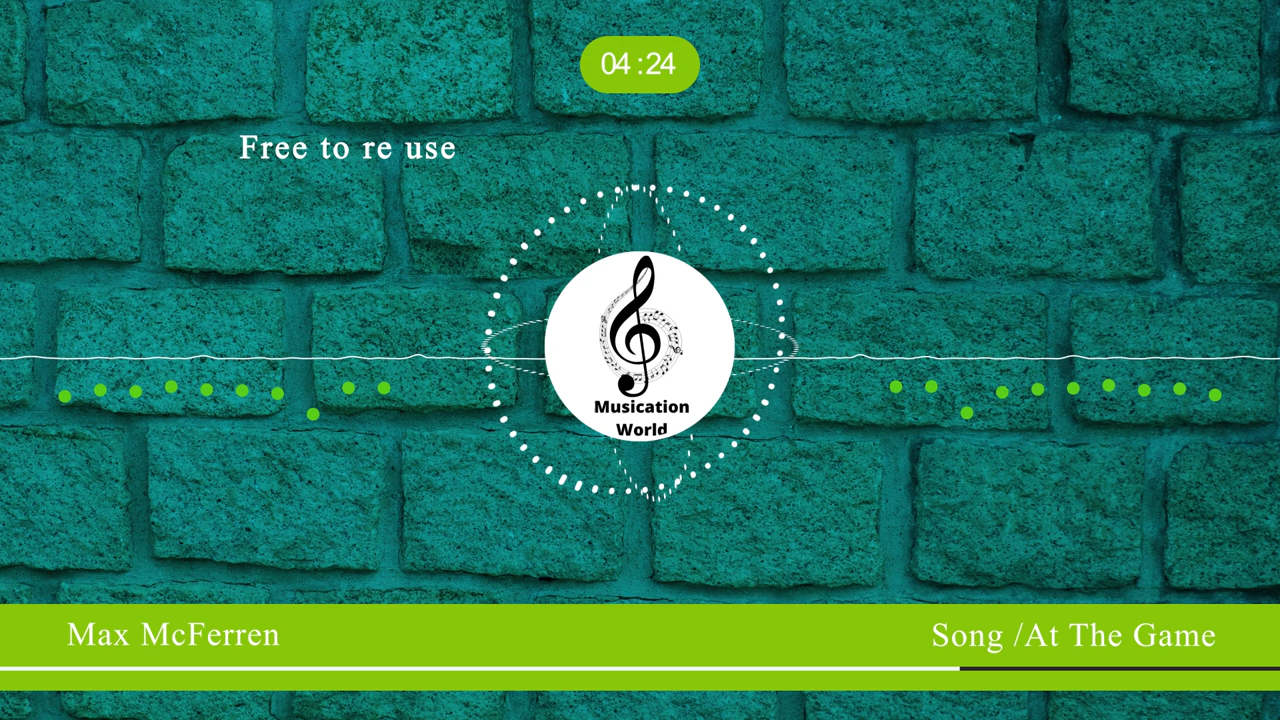 04 :24
Free to re use
Musication
World
Max McFerren
Song /At The Game